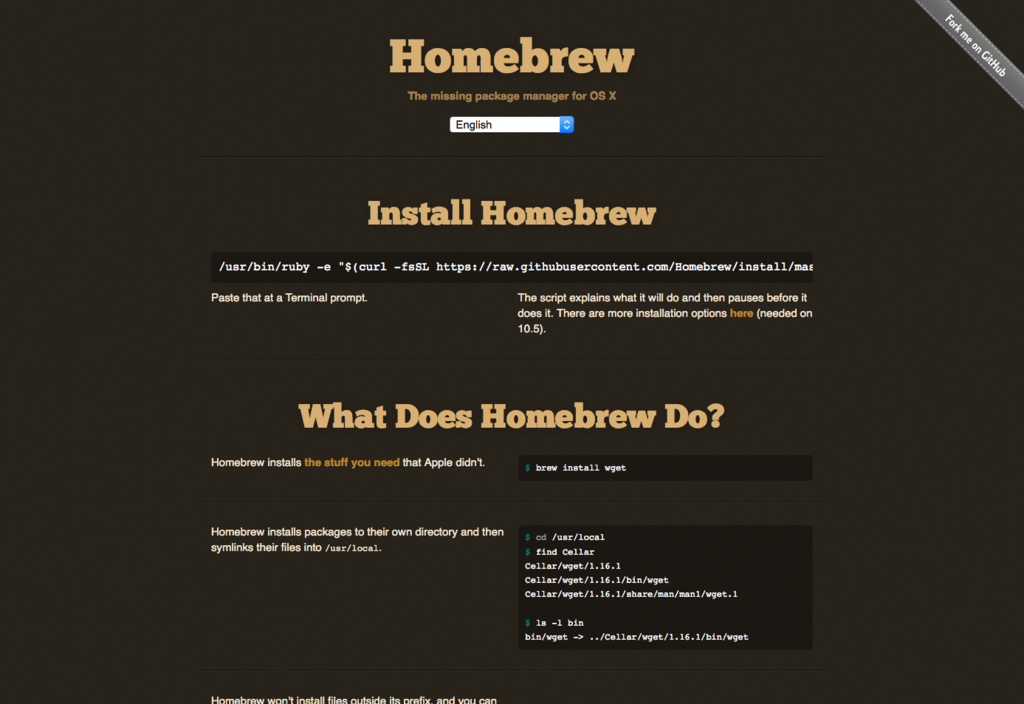 Fork me on GitHub
Homebrew
The missing package manager for OS X
English
Install Homebrew
/usr/bin/ruby -e "$(curl -fsSL https://raw.githubusercontent.com/Homebrew/install/mas
Paste that at a Terminal prompt.
The script explains what it will do and then pauses before it
does it. There are more installation options here (needed on
10.5).
What Does Homebrew Do?
Homebrew installs the stuff you need that Apple didn't.
$ brew install wget
Homebrew installs packages to their own directory and then
symlinks their files into /usr/local.
$ cd /usr/local
$ find Cellar
Cellar/wget/1.16.1
Cellar/wget/1.16.1/bin/wget
Cellar/wget/1.16.1/share/man/man1/wget.1
$ ls -l bin
bin/wget -> ../Cellar/wget/1.16.1/bin/wget
Homebrew won't install files outside its prefix, and you can